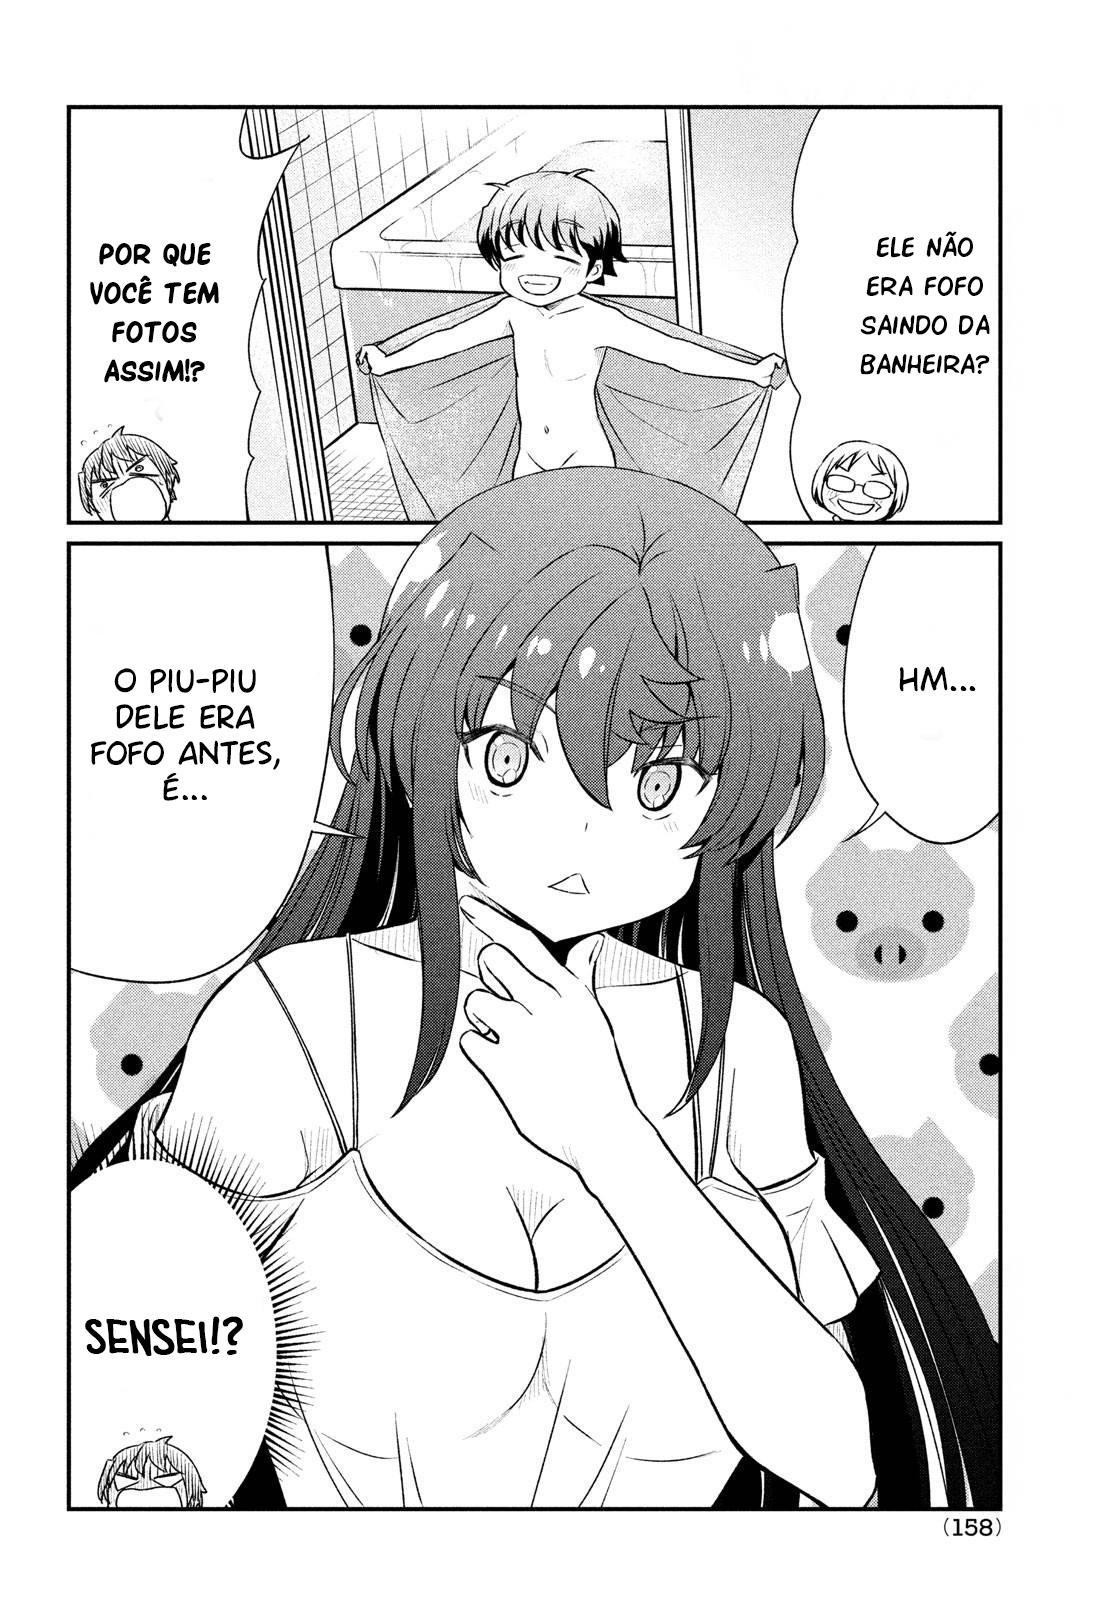 ELE NÃO
ERA FOFO
SAINDO DA
BANHEIRA?
POR QUE
VOCÊ TEM
FOTOS
ASSIM!?
HM...
O PIU-PIU
DELE ERA
FOFO ANTES,
É...
SENSEI!?
(158)